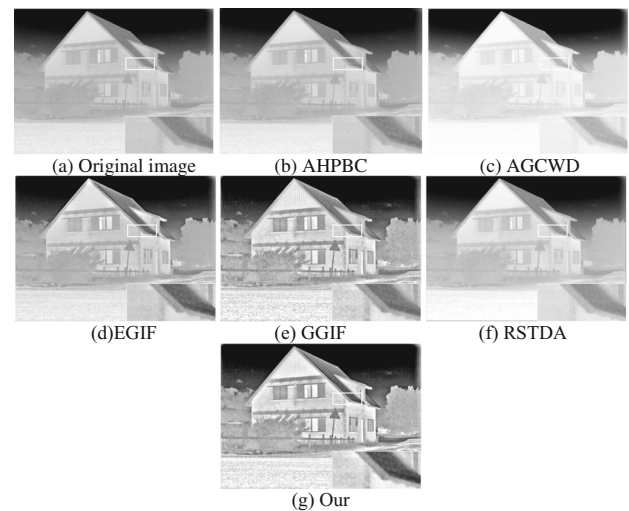 (a) Original image
(b) AHPBC
(c) AGCWD
(d)EGIF
(e) GGIF
(f) RSTDA
(g) Our